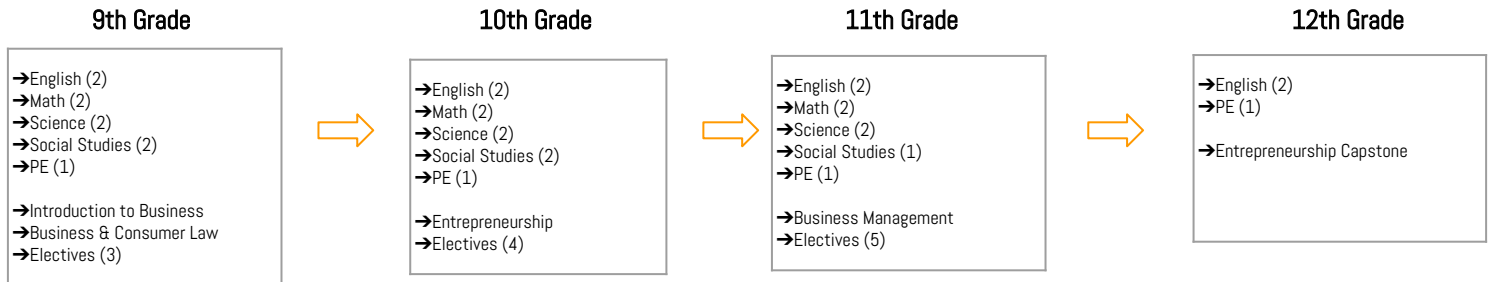 9th Grade
➔English (2)
➔Math (2)
➔Science (2)
➔Social Studies (2)
➔PE (1)
➔Introduction to Business
➔Business & Consumer Law
➔Electives (3)
10th Grade
➔English (2)
➔Math (2)
➔Science (2)
➔Social Studies (2)
➔PE (1)
➔Entrepreneurship
➔Electives (4)
11th Grade
➔English (2)
➔Math (2)
➔Science (2)
➔Social Studies (1)
➔PE (1)
➔Business Management
➔Electives (5)
12th Grade
➔English (2)
➔PE (1)
➔Entrepreneurship Capstone